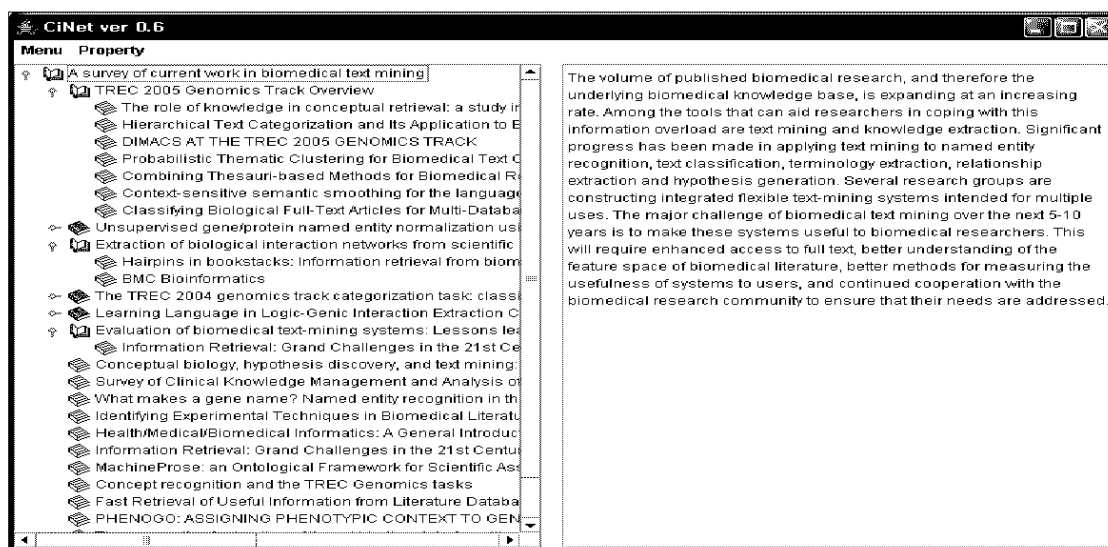 CiNet ver 0.6
Menu Property
A survey of current work in biomedical text mining
TREC 2005 Genomics Track Overview
The role of knowledge in conceptual retrieval: a study in
Hierarchical Text Categorization and Its Application to
DIMACS AT THE TREC 2005 GENOMICS TRACK
Probabilistic Thematic Clustering for Biomedical Text
Combining Thesauri-based Methods for Biomedical
Context-sensitive semantic smoothing for the language
Classifying Biological Full-Text Articles for Multi-Databa
Unsupervised gene/protein named entity normalization usi
Extraction of biological interaction networks from scientific
Hairpins in bookstacks: Information retrieval from biom
BMC Bioinformatics
The TREC 2004 genomics track categorization task: classi
Learning Language in Logic-Genic Interaction Extraction C
Evaluation of biomedical text-mining systems: Lessons lea
Information Retrieval: Grand Challenges in the 21st Ce
Conceptual biology, hypothesis discovery, and text mining:
Survey of Clinical Knowledge Management and Analysis of
What makes a gene name? Named entity recognition in th
Identifying Experimental Techniques in Biomedical Literatu
Health/Medical/Biomedical Informatics: A General Introduc
Information Retrieval: Grand Challenges in the 21st Centu
MachineProse: an Ontological Framework for Scientific Ass
Concept recognition and the TREC Genomics tasks
Fast Retrieval of Useful Information from Literature Databa
PHENOGO: ASSIGNING PHENOTYPIC CONTEXT TO GEN
The volume of published biomedical research, and therefore the
underlying biomedical knowledge base, is expanding at an increasing
rate. Among the tools that can aid researchers in coping with this
information overload are text mining and knowledge extraction. Significant
progress has been made in applying text mining to named entity
recognition, text classification, terminology extraction, relationship
extraction and hypothesis generation. Several research groups are
constructing integrated flexible text-mining systems intended for multiple
uses. The major challenge of biomedical text mining over the next 5-10
years is to make these systems useful to biomedical researchers. This
will require enhanced access to full text, better understanding of the
feature space of biomedical literature, better methods for measuring the
usefulness of systems to users, and continued cooperation with the
biomedical research community to ensure that their needs are addressed.